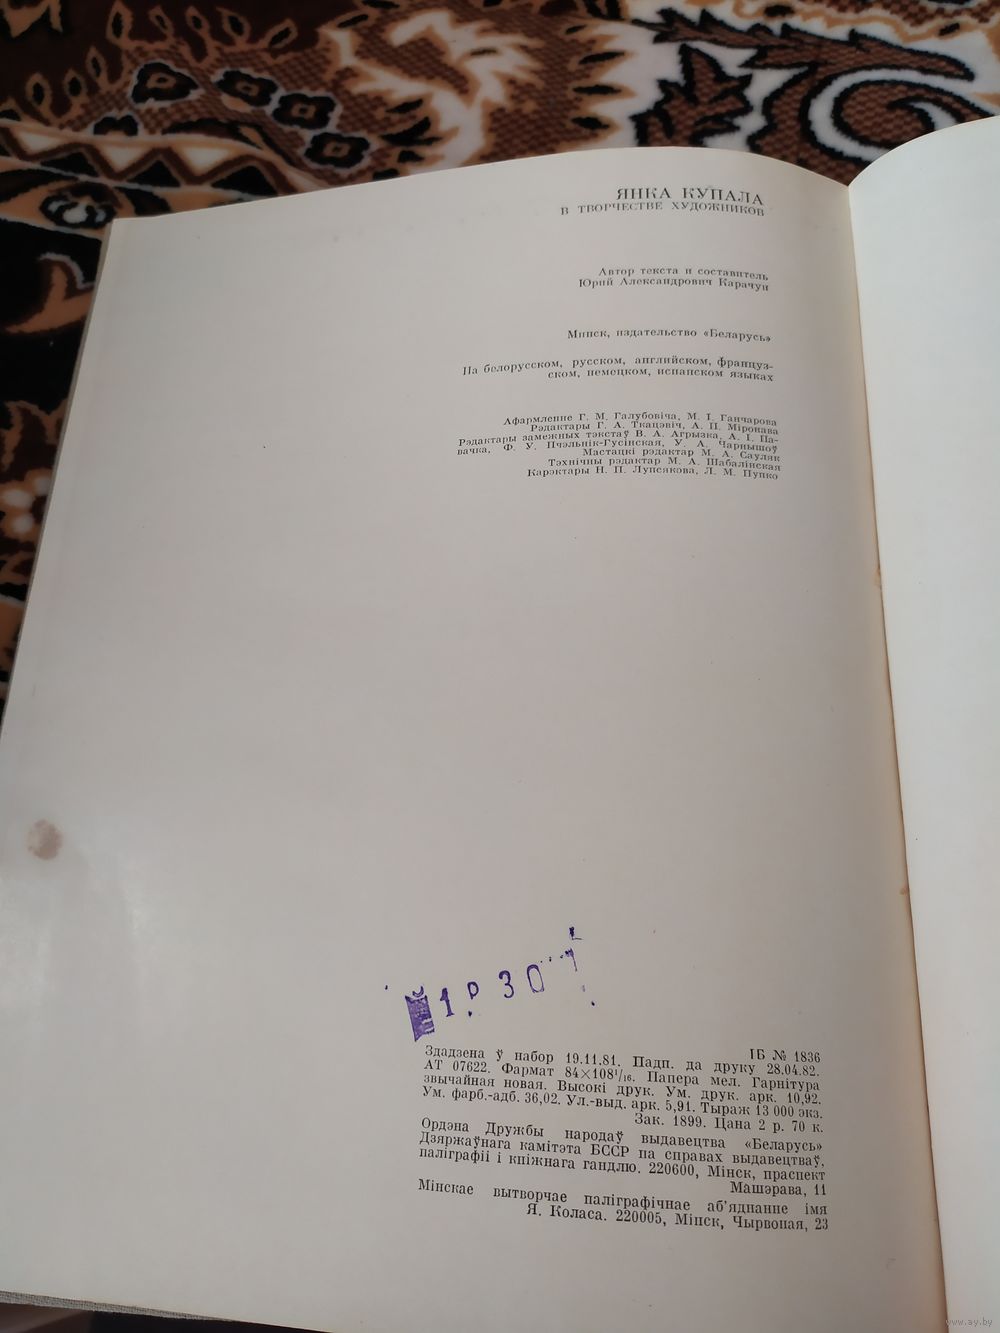 ЯНКА КУПАЛА
В ТВОРЧЕСТВЕ ХУДОЖНИКОВ
Автор текста и составитель
Юрий Александрович Карачун
Минск, издательство «Беларусь»
На белорусском, русском, английском, француз-
ском, немецком, испанском языках
Афармленне Г. М. Галубовіча, М. І. Ганчарова
Рэдактары Г. А. Ткацэвіч, А. П. Міронава
Рэдактары замежных тэкстаў В. А. Агрызка, А. І. Па-
вачка, Ф. У. Пчэльнік-Гусінская, У. А. Чарнышоў
Мастацкі рэдактар М. А. Сауляк
Тэхнічны рэдактар М. А. Шабалінская
Карэктары Н. П. Лупсякова, Л. М. Пупко
ІБ № 1836
Здадзена ў набор 19.11.81. Падп. да друку 28.04.82.
АТ 07622. Фармат 84×108¹/₁₆. Папера мел. Гарнітура
звычайная новая. Высокі друк. Ум. друк. арк. 10,92.
Ум. фарб.-адб. 36,02. Ул.-выд. арк. 5,91. Тыраж 13 000 экз.
Зак. 1899. Цана 2 р. 70 к.
Ордэна Дружбы народаў выдавецтва «Беларусь»
Дзяржаўнага камітэта БССР па справах выдавецтваў,
паліграфіі і кніжнага гандлю. 220600, Мінск, праспект
Машэрава, 11
Мінскае вытворчае паліграфічнае аб'яднанне імя
Я. Коласа. 220005, Мінск, Чырвоная, 23
www.ay.by